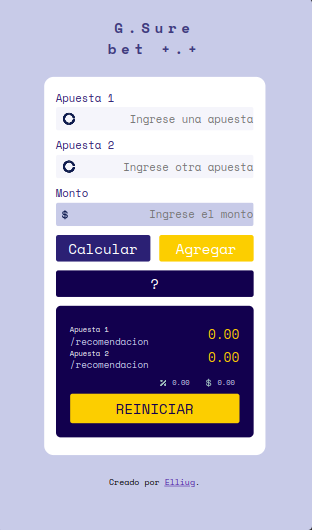 G.Sure
bet +.+
Apuesta 1
Ingrese una apuesta
Apuesta 2
Ingrese otra apuesta
Monto
$ Ingrese el monto
Calcular Agregar
?
Apuesta 1
/recomendacion 0.00
Apuesta 2
/recomendacion 0.00
% 0.00 $ 0.00
REINICIAR
Creado por Elliug.